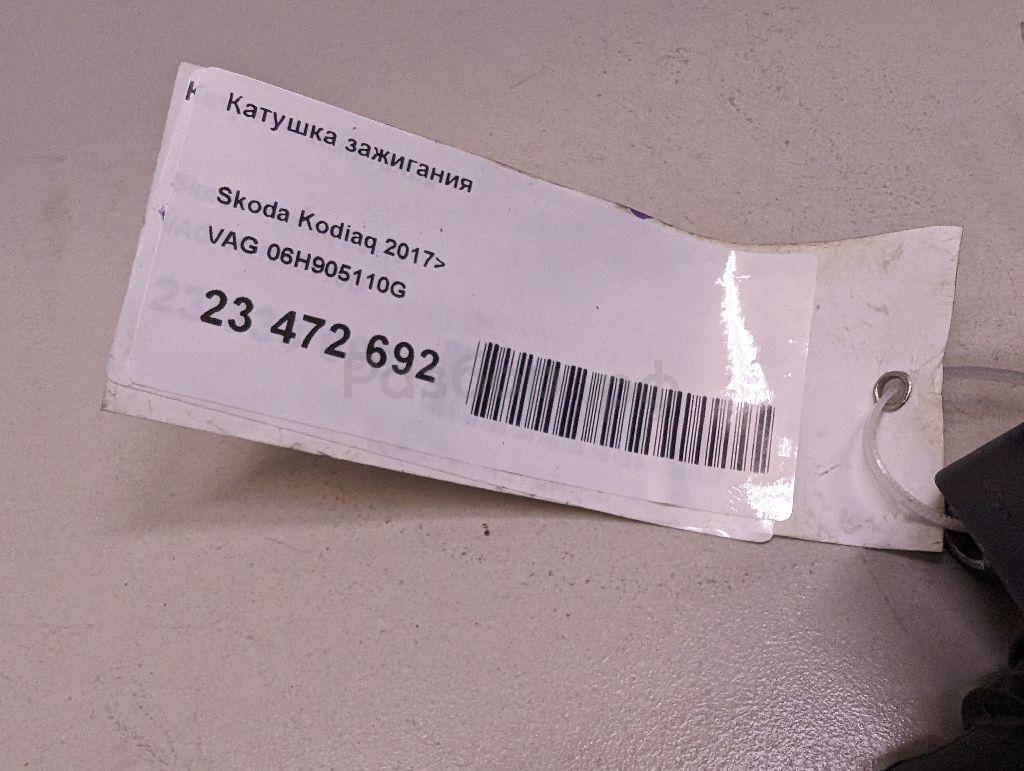 Катушка зажигания
Skoda Kodiaq 2017>
VAG 06H905110G
23 472 692